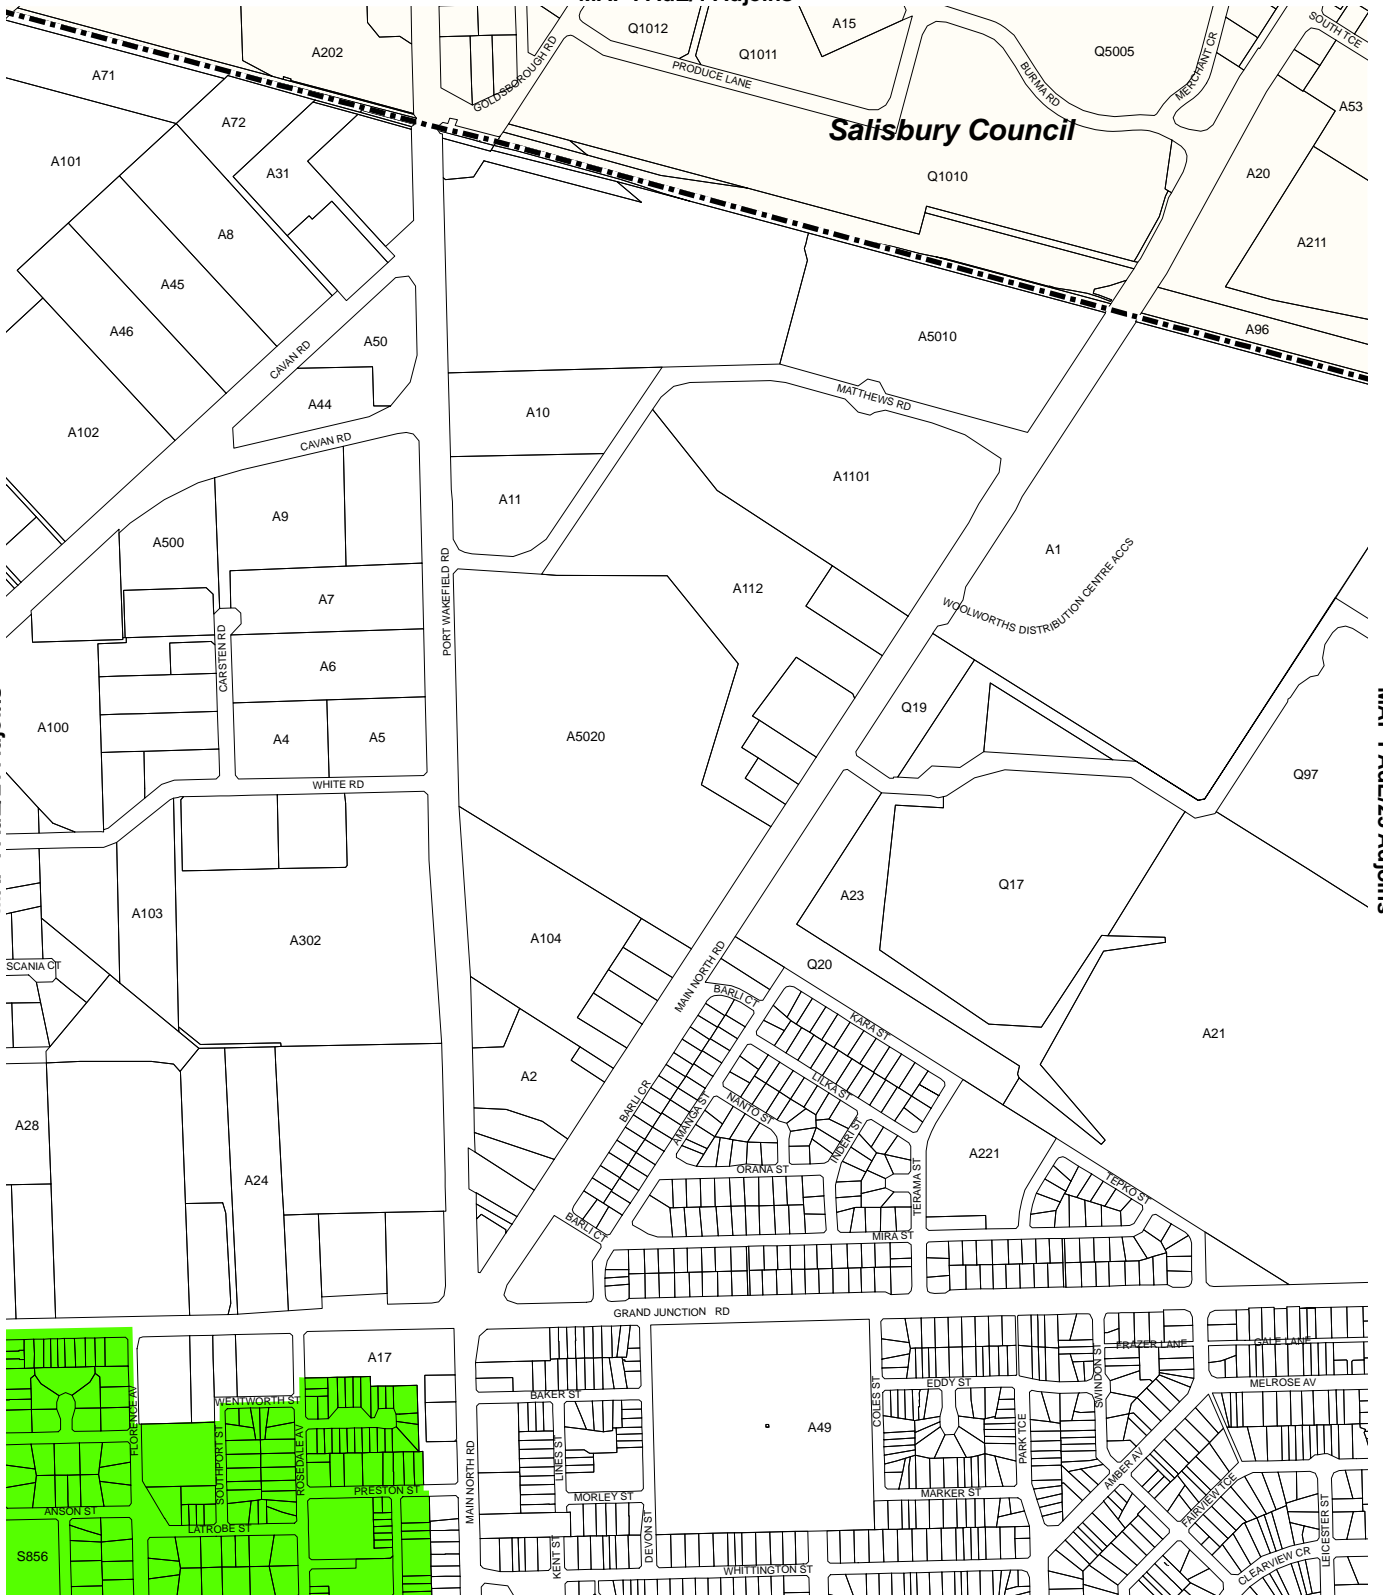 A202
Q1012
Q1011
A15
Q5005
SOUTH TCE
MERCHANT CR
BURMA RD
PRODUCE LANE
GOLDSBOROUGH RD
A71
A72
A53
Salisbury Council
A101
A31
Q1010
A20
A8
A211
A45
A46
A50
CAVAN RD
A5010
A96
MATTHEWS RD
A44
A10
A102
CAVAN RD
A1101
A11
A9
A500
A1
WOOLWORTHS DISTRIBUTION CENTRE ACCS
PORT WAKEFIELD RD
A7
A112
CARSTEN RD
A6
A100
A4
A5
A5020
Q19
Q97
WHITE RD
A103
A302
A104
A23
Q17
Q20
SCANIA CT
MAIN NORTH RD
BARLI CT
KARA ST
A21
A2
LILKA ST
BARLI CR
AMANGA ST
NANTO ST
INDERI ST
A28
A24
ORANA ST
TERAMA ST
A221
TEPKO ST
BARLI CT
MIRA ST
GRAND JUNCTION RD
A17
FRAZER LANE
GALE LANE
SWINDON ST
MELROSE AV
EDDY ST
COLES ST
BAKER ST
WENTWORTH ST
FLORENCE AV
SOUTHPORT ST
ROSEDALE AV
MAIN NORTH RD
LINES ST
A49
PARK TCE
AMBER AV
PRESTON ST
MORLEY ST
MARKER ST
FAIRVIEW TCE
ANSON ST
LATROBE ST
DEVON ST
KENT ST
LEICESTER ST
S856
WHITTINGTON ST
CLEARVIEW CR